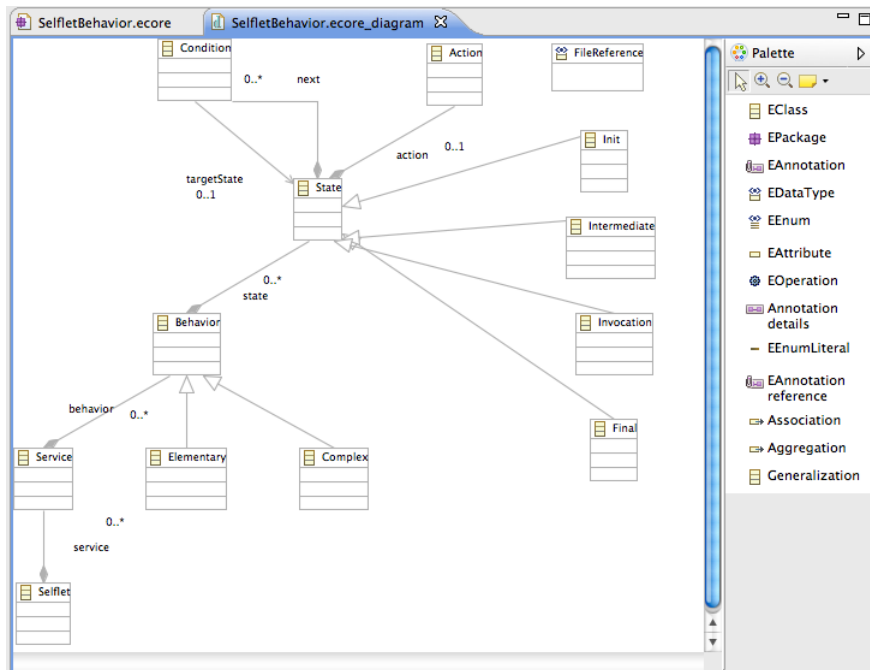 SelfletBehavior.ecore
SelfletBehavior.ecore_diagram
Condition
Action
FileReference
0..*
next
action
0..1
Init
targetState
0..1
State
Intermediate
0..*
state
Behavior
Invocation
behavior
0..*
Final
Service
Elementary
Complex
0..*
service
Selflet
Palette
EClass
EPackage
EAnnotation
EDataType
EEnum
EAttribute
EOperation
Annotation
details
EEnumLiteral
EAnnotation
reference
Association
Aggregation
Generalization